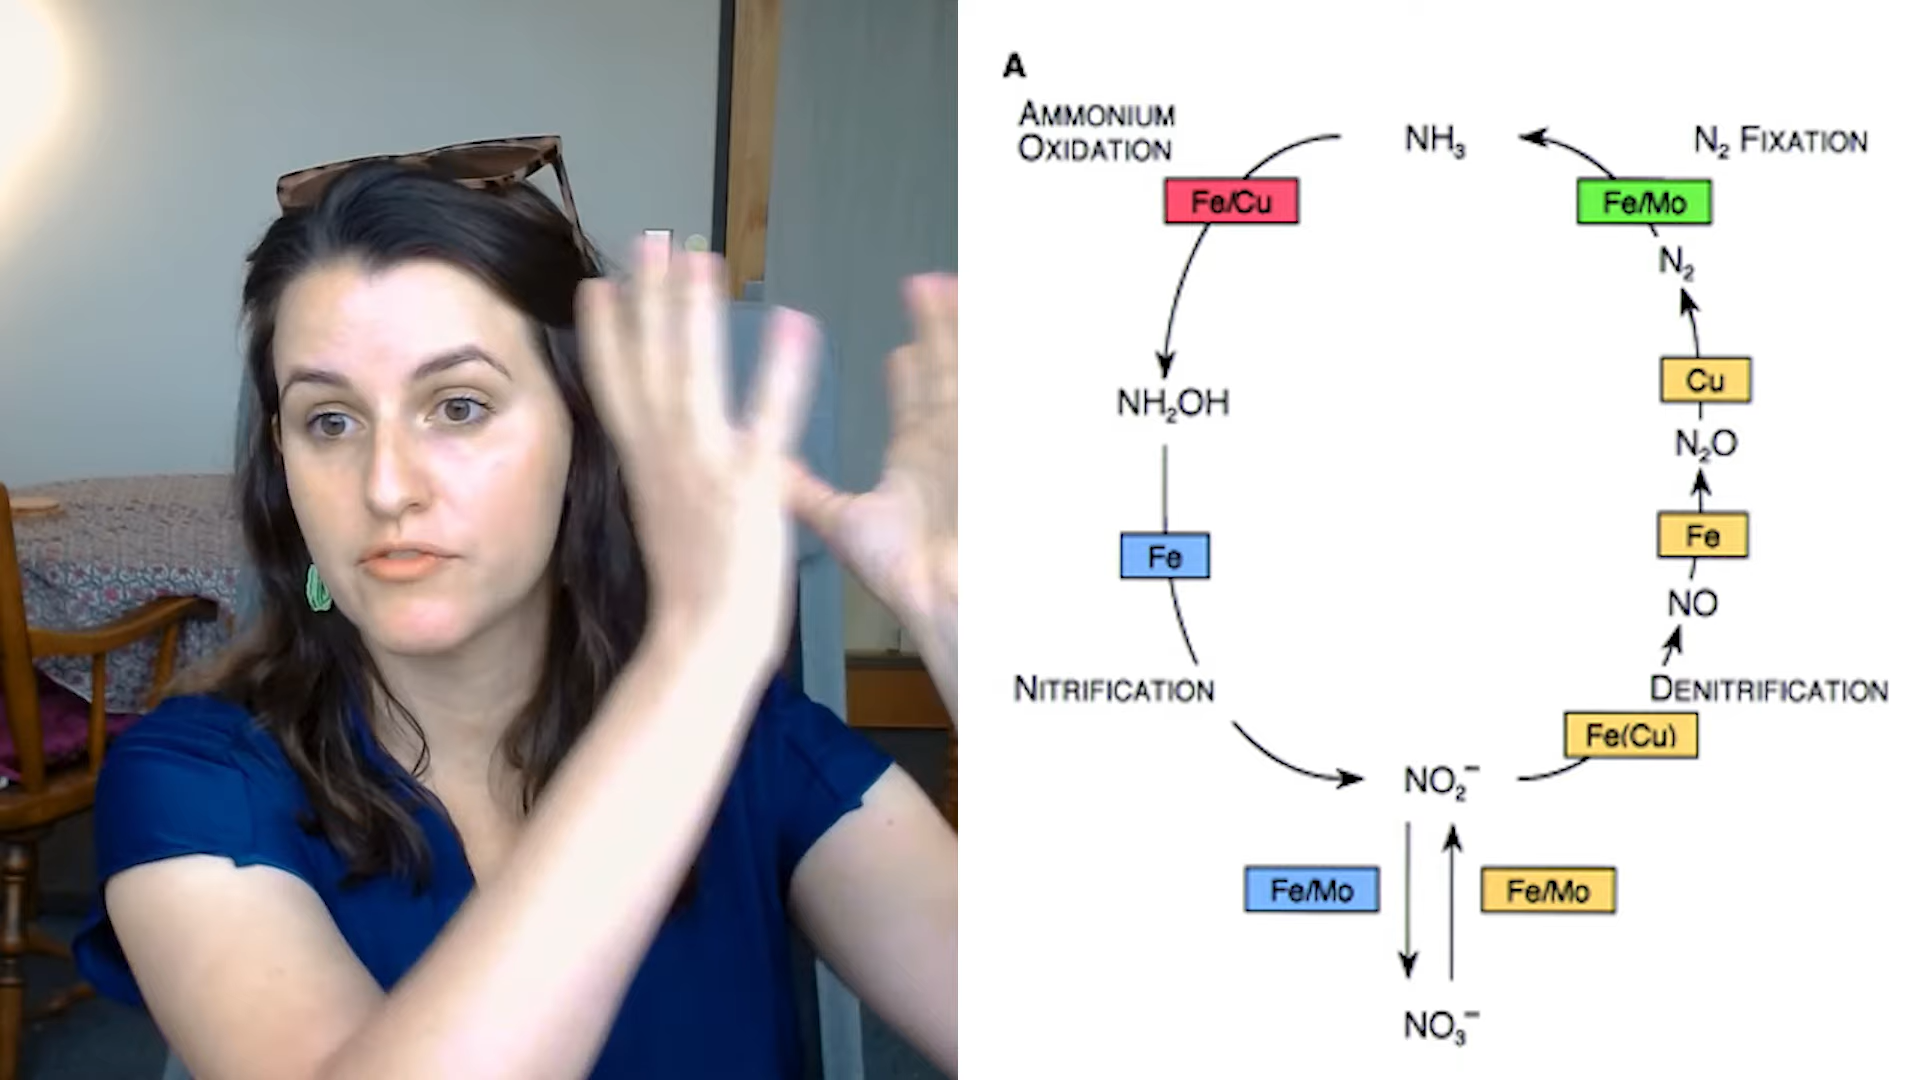 A
AMMONIUM
OXIDATION
NH₃
N₂ FIXATION
Fe/Cu
Fe/Mo
N₂
Cu
NH₂OH
N₂O
Fe
Fe
NO
NITRIFICATION
DENITRIFICATION
Fe(Cu)
NO₂⁻
Fe/Mo
Fe/Mo
NO₃⁻